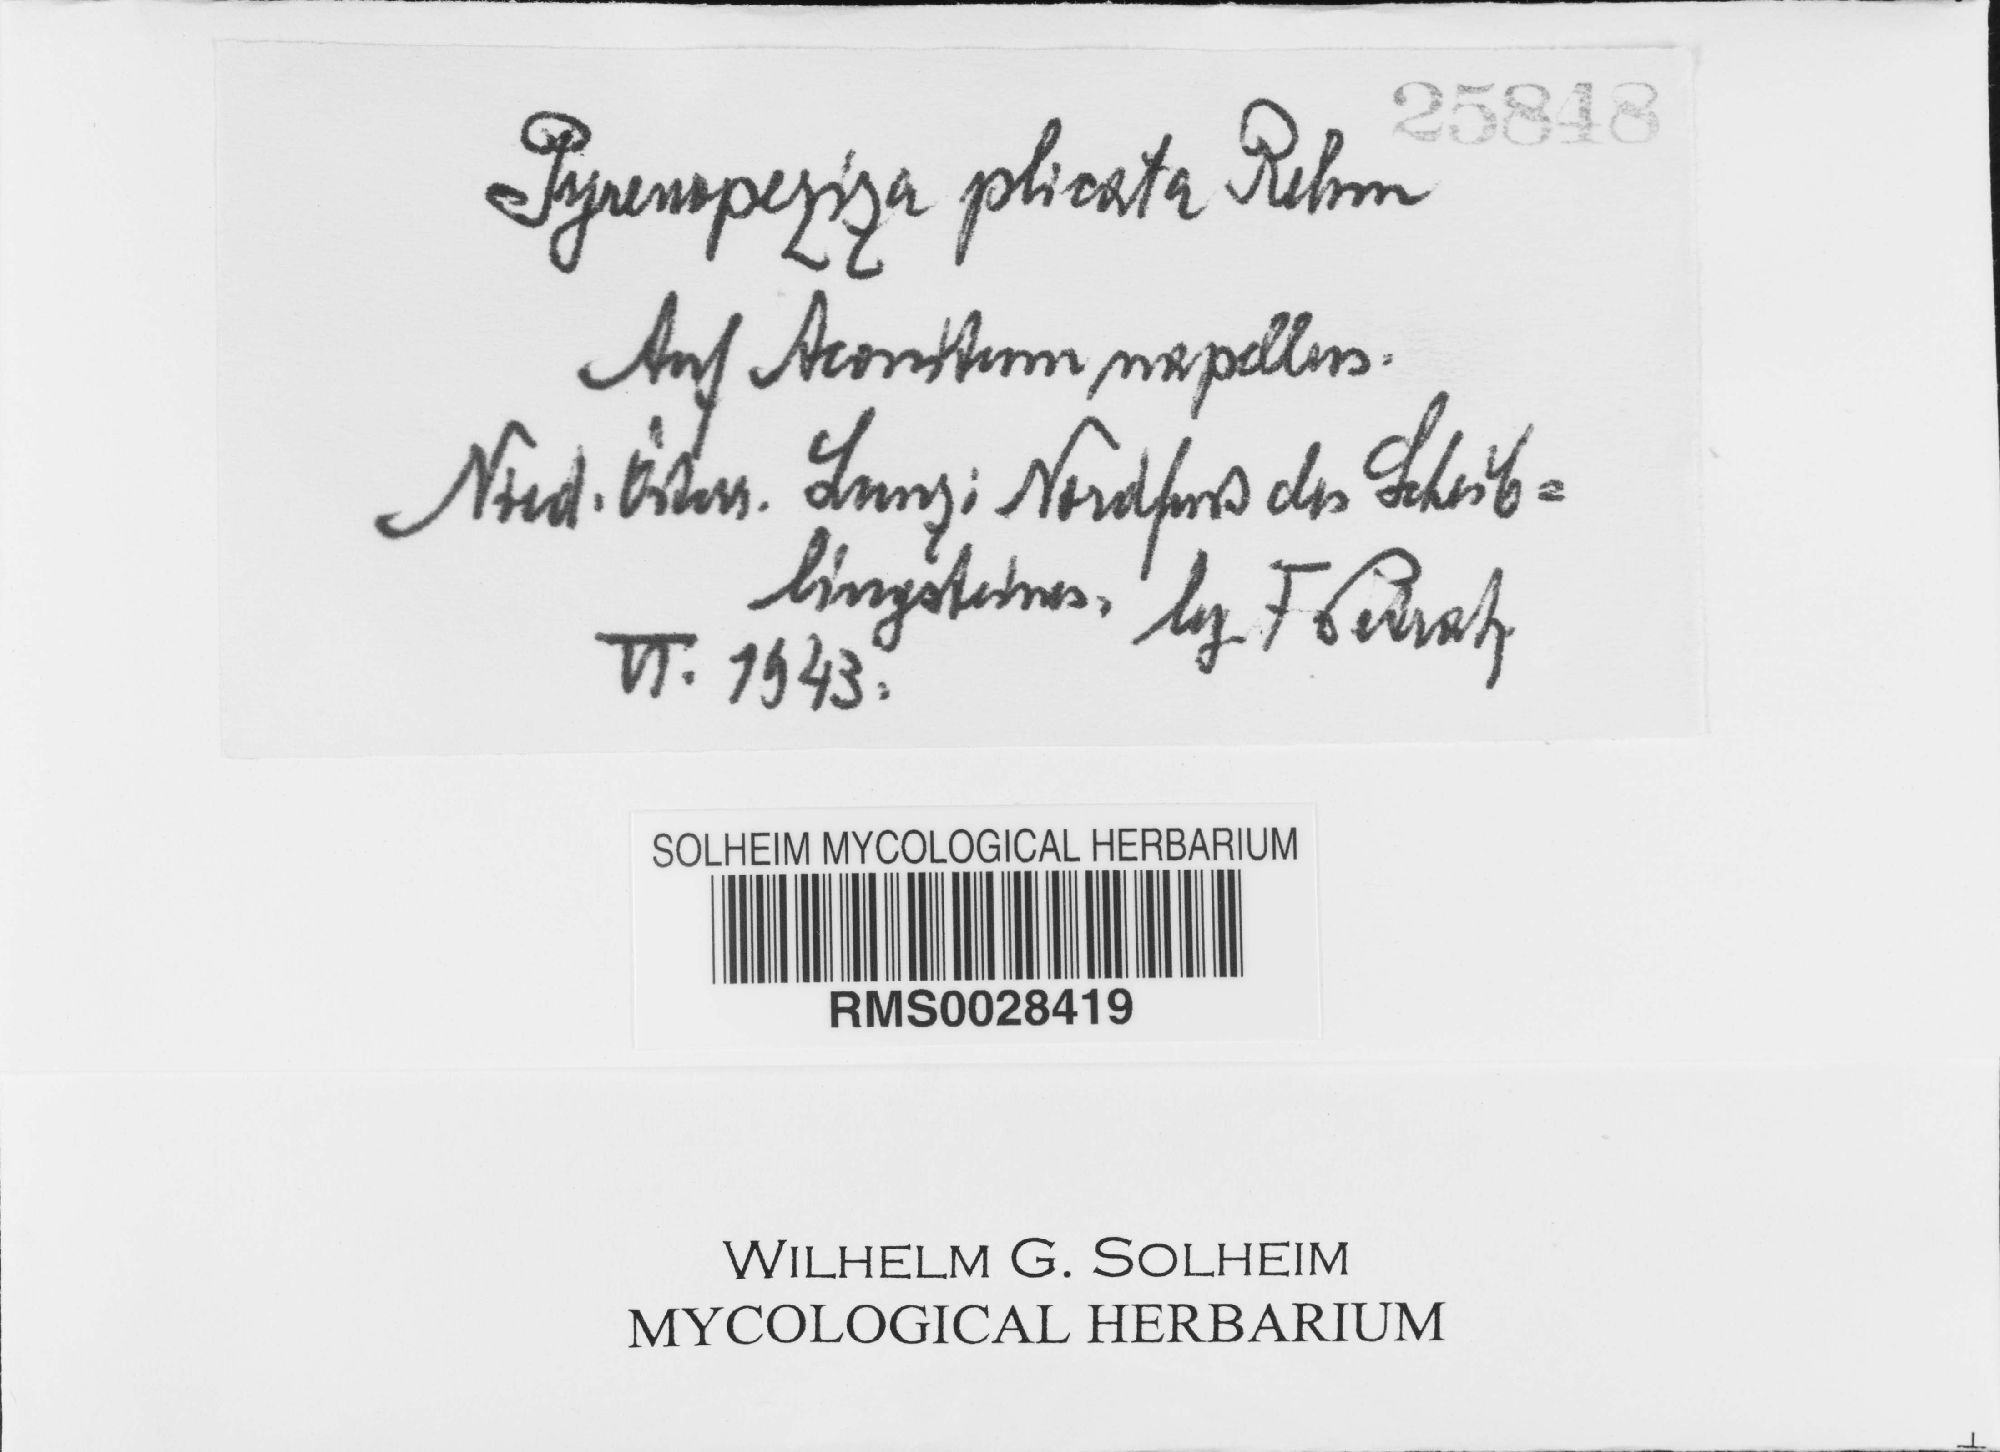 25848
Pyrenopeziza plicata Rehm
Auf Aconitum napellus.
Nied. Österr. Lunz: Nordfuß des Scheib=
lingsteines. lg. F Petrak
VI. 1943.
SOLHEIM MYCOLOGICAL HERBARIUM
RMS0028419
WILHELM G. SOLHEIM
MYCOLOGICAL HERBARIUM